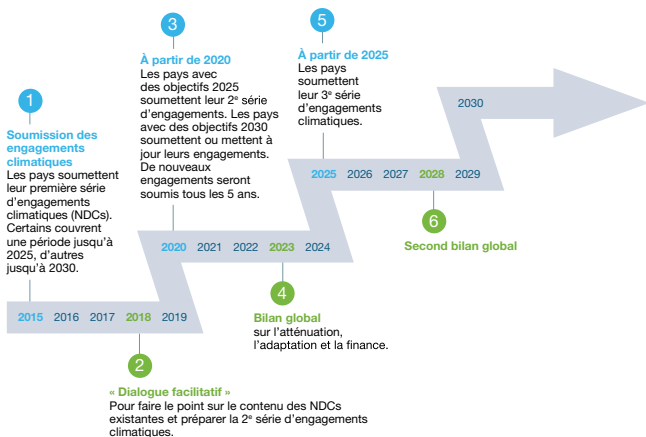 1
Soumission des
engagements
climatiques
Les pays soumettent
leur première série
d'engagements
climatiques (NDCs).
Certains couvrent
une période jusqu'à
2025, d'autres
jusqu'à 2030.
2015 2016 2017 2018 2019
2
« Dialogue facilitatif »
Pour faire le point sur le contenu des NDCs
existantes et préparer la 2e série d'engagements
climatiques.
3
À partir de 2020
Les pays avec
des objectifs 2025
soumettent leur 2e série
d'engagements. Les pays
avec des objectifs 2030
soumettent ou mettent à
jour leurs engagements.
De nouveaux
engagements seront
soumis tous les 5 ans.
2020 2021 2022 2023 2024
4
Bilan global
sur l'atténuation,
l'adaptation et la finance.
5
À partir de 2025
Les pays
soumettent
leur 3e série
d'engagements
climatiques.
2025 2026 2027 2028 2029
6
Second bilan global
2030